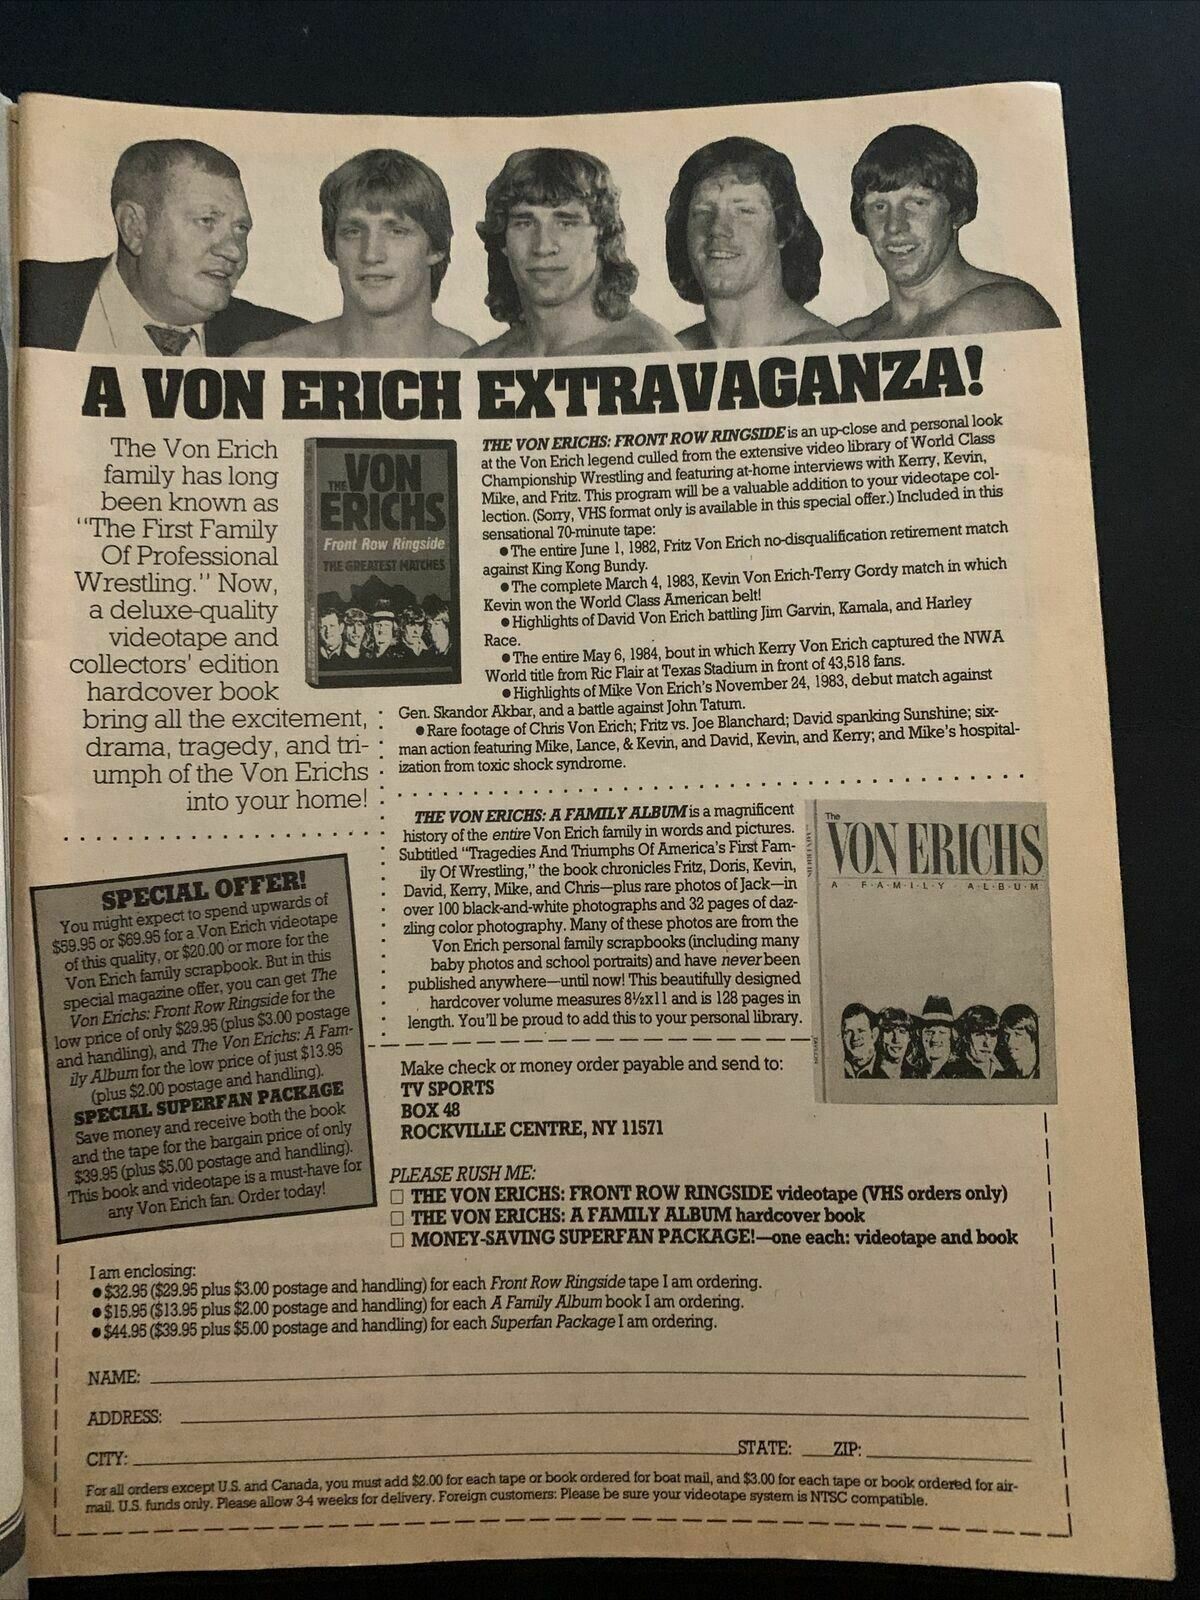 A VON ERICH EXTRAVAGANZA!
The Von Erich
family has long
been known as
"The First Family
Of Professional
Wrestling." Now,
a deluxe-quality
videotape and
collectors' edition
hardcover book
bring all the excitement,
drama, tragedy, and tri-
umph of the Von Erichs
into your home!
THE VON
ERICHS
Front Row Ringside
THE GREATEST MATCHES
THE VON ERICHS: FRONT ROW RINGSIDE is an up-close and personal look
at the Von Erich legend culled from the extensive video library of World Class
Championship Wrestling and featuring at-home interviews with Kerry, Kevin,
Mike, and Fritz. This program will be a valuable addition to your videotape col-
lection. (Sorry, VHS format only is available in this special offer.) Included in this
sensational 70-minute tape:
● The entire June 1, 1982, Fritz Von Erich no-disqualification retirement match
against King Kong Bundy.
● The complete March 4, 1983, Kevin Von Erich-Terry Gordy match in which
Kevin won the World Class American belt!
● Highlights of David Von Erich battling Jim Garvin, Kamala, and Harley
Race.
● The entire May 6, 1984, bout in which Kerry Von Erich captured the NWA
World title from Ric Flair at Texas Stadium in front of 43,518 fans.
● Highlights of Mike Von Erich's November 24, 1983, debut match against
Gen. Skandor Akbar, and a battle against John Tatum.
● Rare footage of Chris Von Erich; Fritz vs. Joe Blanchard; David spanking Sunshine; six-
man action featuring Mike, Lance, & Kevin, and David, Kevin, and Kerry; and Mike's hospital-
ization from toxic shock syndrome.
THE VON ERICHS: A FAMILY ALBUM is a magnificent
history of the entire Von Erich family in words and pictures.
Subtitled "Tragedies And Triumphs Of America's First Fam-
ily Of Wrestling," the book chronicles Fritz, Doris, Kevin,
David, Kerry, Mike, and Chris—plus rare photos of Jack—in
over 100 black-and-white photographs and 32 pages of daz-
zling color photography. Many of these photos are from the
Von Erich personal family scrapbooks (including many
baby photos and school portraits) and have never been
published anywhere—until now! This beautifully designed
hardcover volume measures 8½x11 and is 128 pages in
length. You'll be proud to add this to your personal library.
The
VON ERICHS
A · F·A·M·I·L·Y · A·L·B·U·M
SPECIAL OFFER!
You might expect to spend upwards of
$59.95 or $69.95 for a Von Erich videotape
of this quality, or $20.00 or more for the
Von Erich family scrapbook. But in this
special magazine offer, you can get The
Von Erichs: Front Row Ringside for the
low price of only $29.95 (plus $3.00 postage
and handling), and The Von Erichs: A Fam-
ily Album for the low price of just $13.95
(plus $2.00 postage and handling).
SPECIAL SUPERFAN PACKAGE
Save money and receive both the book
and the tape for the bargain price of only
$39.95 (plus $5.00 postage and handling).
This book and videotape is a must-have for
any Von Erich fan. Order today!
Make check or money order payable and send to:
TV SPORTS
BOX 48
ROCKVILLE CENTRE, NY 11571
PLEASE RUSH ME:
☐ THE VON ERICHS: FRONT ROW RINGSIDE videotape (VHS orders only)
☐ THE VON ERICHS: A FAMILY ALBUM hardcover book
☐ MONEY-SAVING SUPERFAN PACKAGE!—one each: videotape and book
I am enclosing:
● $32.95 ($29.95 plus $3.00 postage and handling) for each Front Row Ringside tape I am ordering.
● $15.95 ($13.95 plus $2.00 postage and handling) for each A Family Album book I am ordering.
● $44.95 ($39.95 plus $5.00 postage and handling) for each Superfan Package I am ordering.
NAME:
ADDRESS:
CITY: STATE: ZIP:
For all orders except U.S. and Canada, you must add $2.00 for each tape or book ordered for boat mail, and $3.00 for each tape or book ordered for air-
mail. U.S. funds only. Please allow 3-4 weeks for delivery. Foreign customers: Please be sure your videotape system is NTSC compatible.